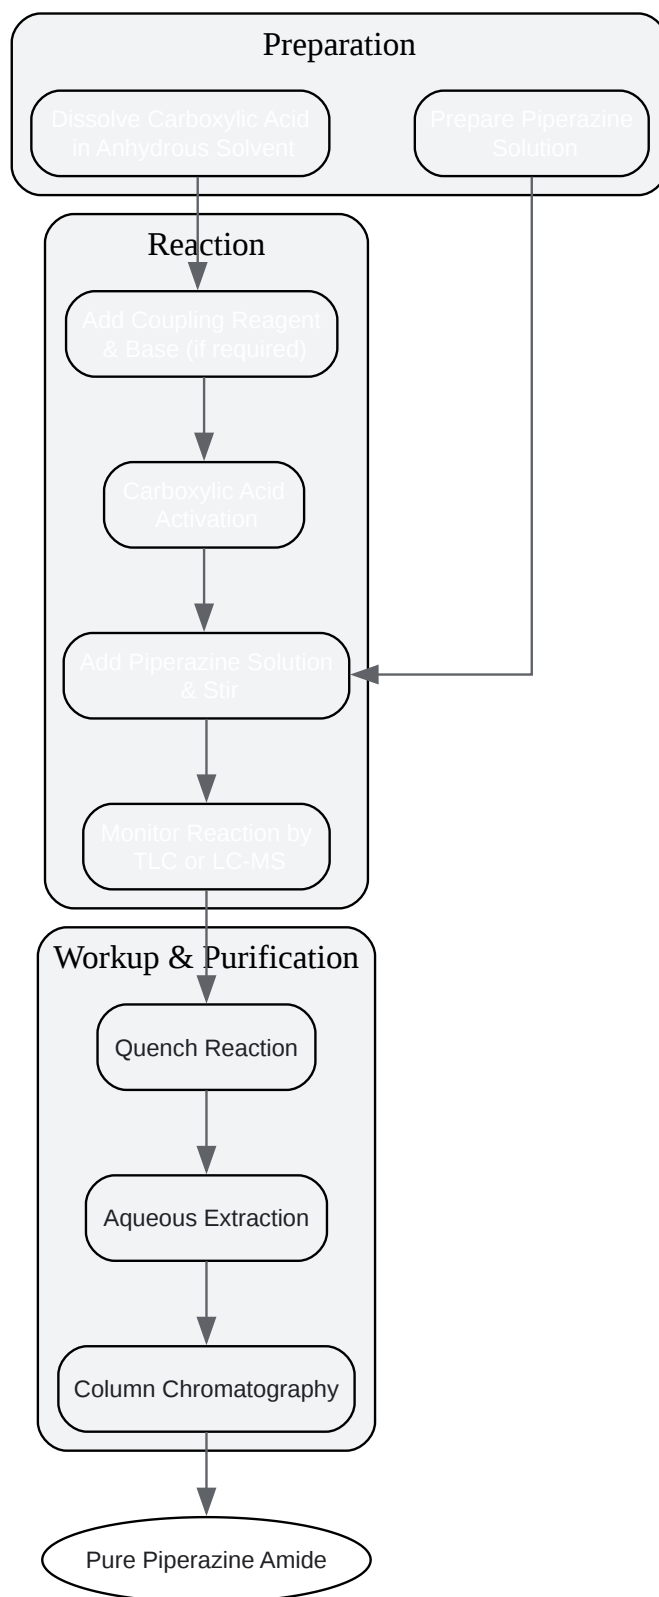 Preparation
Dissolve Carboxylic Acid
in Anhydrous Solvent
Prepare Piperazine
Solution
Reaction
Add Coupling Reagent
& Base (if required)
Carboxylic Acid
Activation
Add Piperazine Solution
& Stir
Monitor Reaction by
TLC or LC-MS
Workup & Purification
Quench Reaction
Aqueous Extraction
Column Chromatography
Pure Piperazine Amide